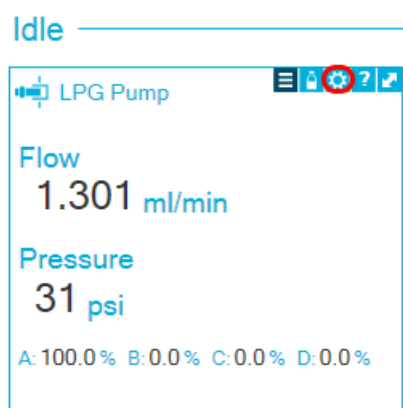 Idle
LPG Pump ?
Flow
1.301 ml/min
Pressure
31 psi
A: 100.0 % B: 0.0 % C: 0.0 % D: 0.0 %